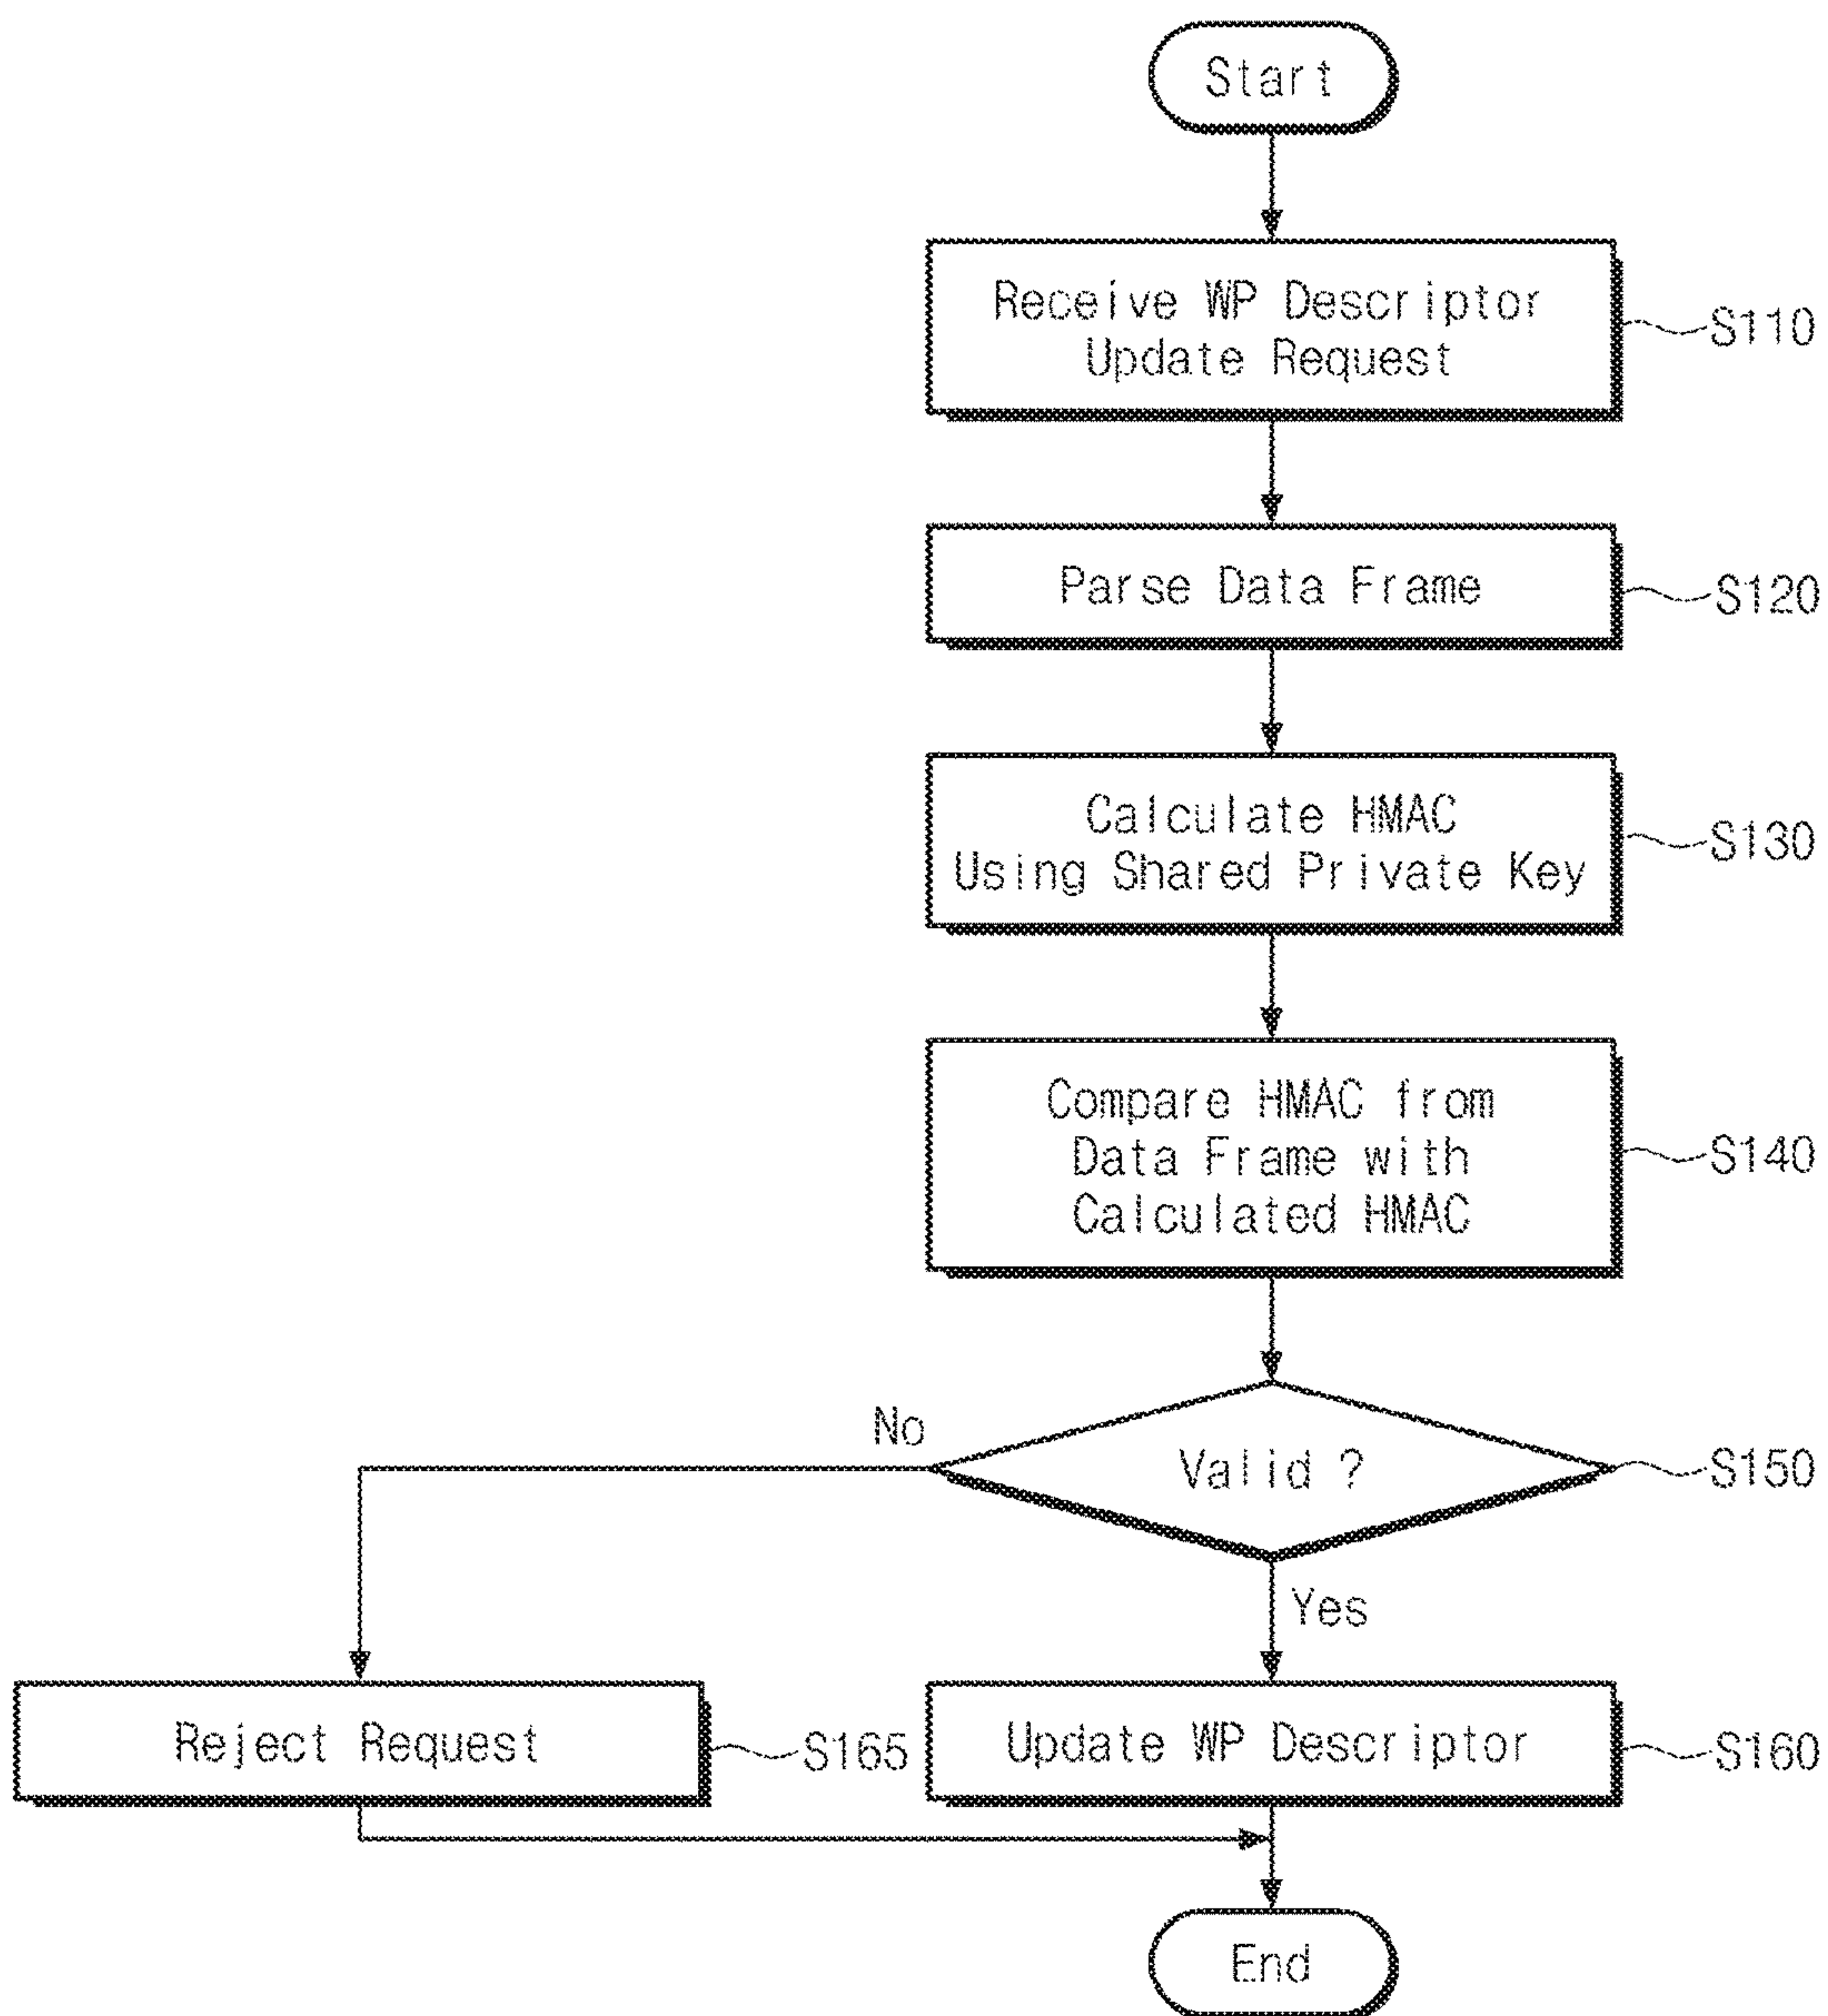 Start
Receive WP Descriptor
Update Request
S110
Parse Data Frame
S120
Calculate HMAC
Using Shared Private Key
S130
Compare HMAC from
Data Frame with
Calculated HMAC
S140
No
Valid ?
S150
Yes
Reject Request
S165
Update WP Descriptor
S160
End